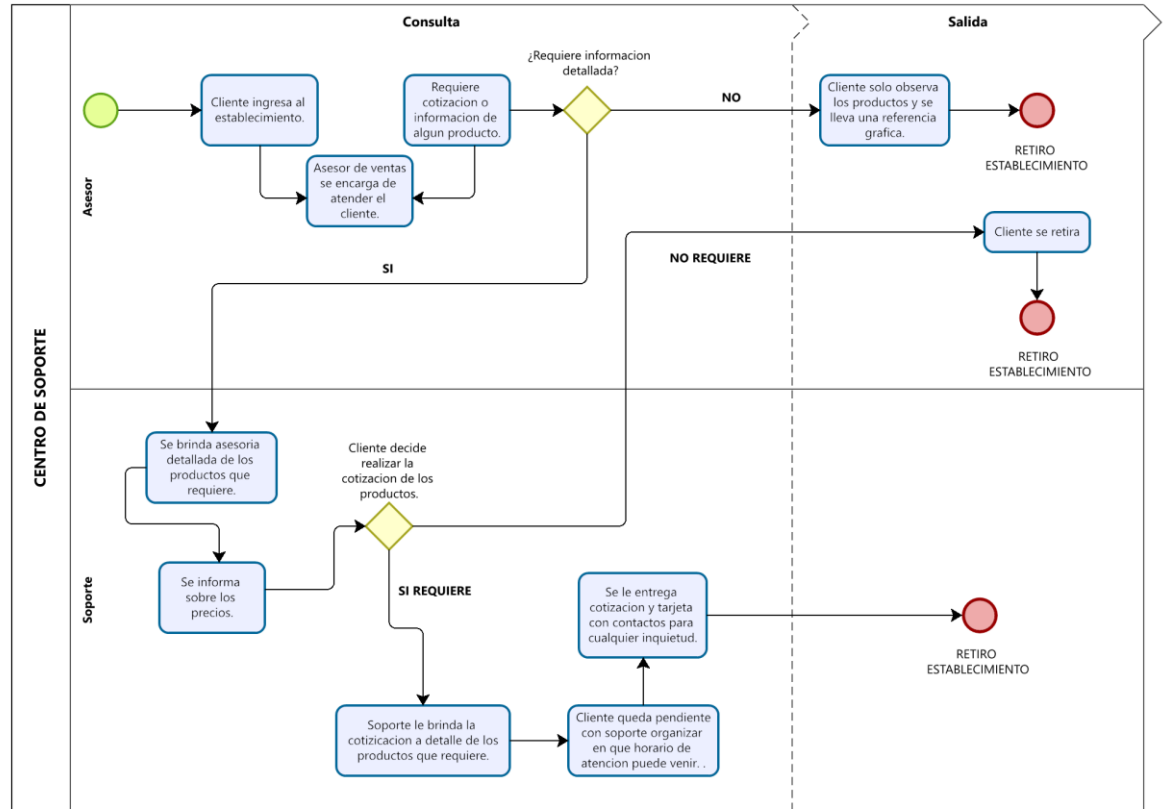 Consulta
Salida
CENTRO DE SOPORTE
Asesor
Cliente ingresa al
establecimiento.
Asesor de ventas
se encarga de
atender el
cliente.
Requiere
cotizacion o
informacion de
algun producto.
¿Requiere informacion
detallada?
NO
Cliente solo observa
los productos y se
lleva una referencia
grafica.
RETIRO
ESTABLECIMIENTO
SI
NO REQUIERE
Cliente se retira
RETIRO
ESTABLECIMIENTO
Soporte
Se brinda asesoria
detallada de los
productos que
requiere.
Se informa
sobre los
precios.
Cliente decide
realizar la
cotizacion de los
productos.
SI REQUIERE
Soporte le brinda la
cotizicacion a detalle de los
productos que requiere.
Cliente queda pendiente
con soporte organizar
en que horario de
atencion puede venir. .
Se le entrega
cotizacion y tarjeta
con contactos para
cualquier inquietud.
RETIRO
ESTABLECIMIENTO